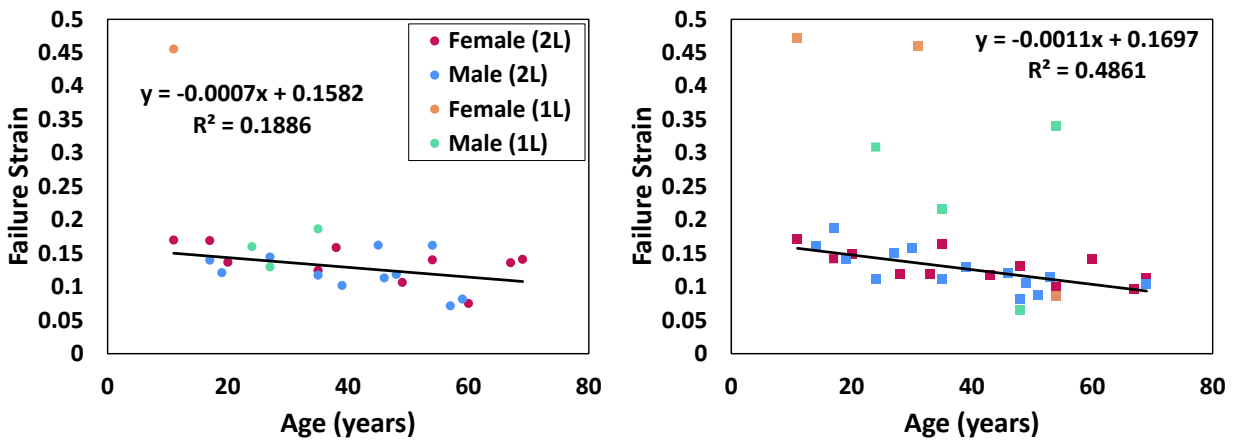 0.5
0.45
0.4
0.35
0.3
0.25
0.2
0.15
0.1
0.05
0
Failure Strain
y = -0.0007x + 0.1582
R² = 0.1886
Female (2L)
Male (2L)
Female (1L)
Male (1L)
0 20 40 60 80
Age (years)
0.5
0.45
0.4
0.35
0.3
0.25
0.2
0.15
0.1
0.05
0
Failure Strain
y = -0.0011x + 0.1697
R² = 0.4861
0 20 40 60 80
Age (years)